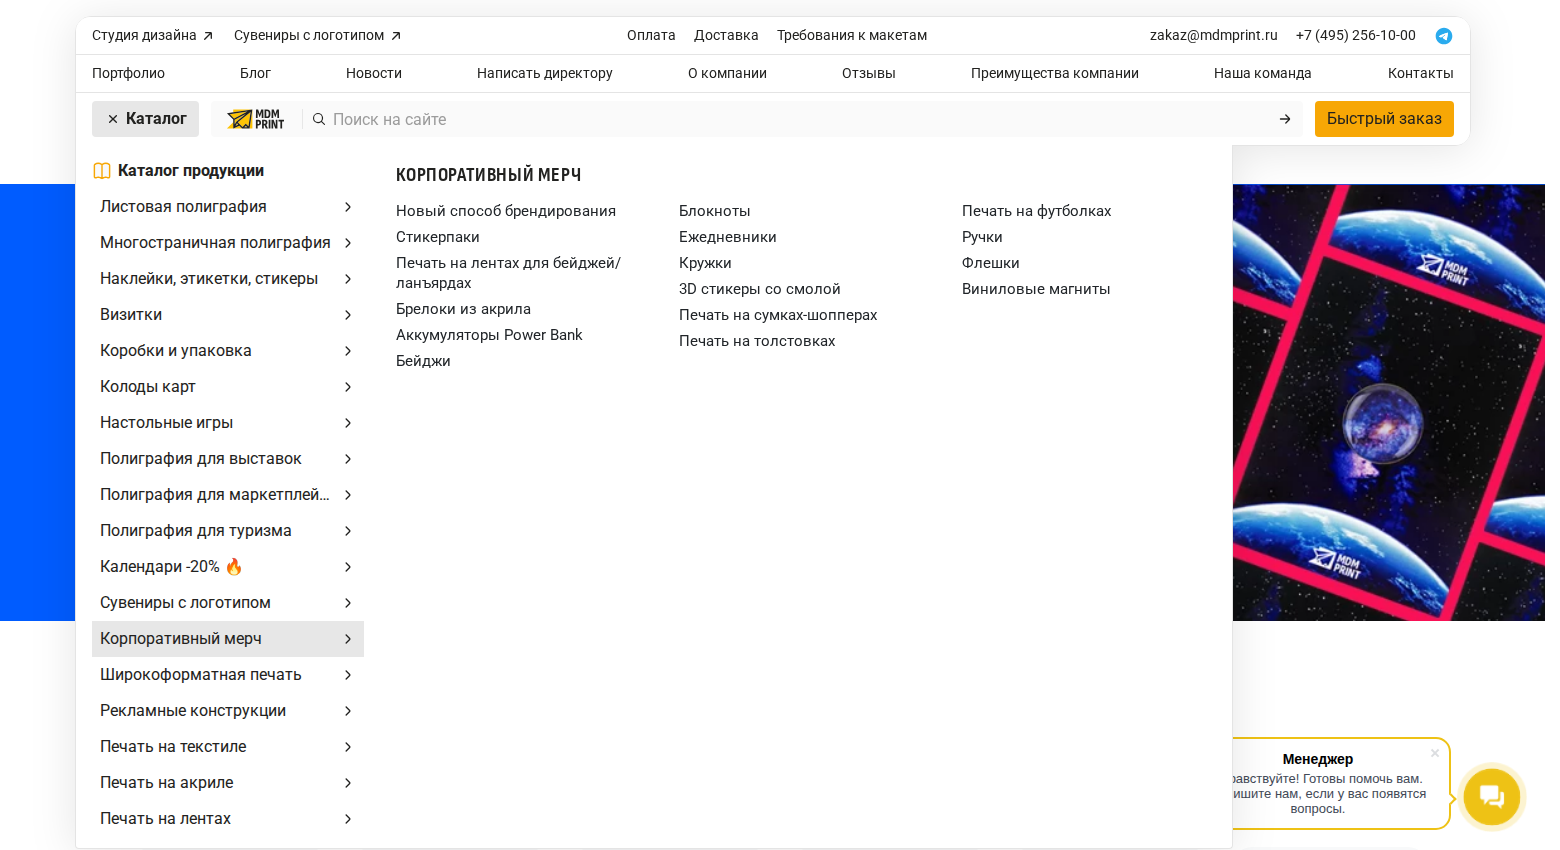 Студия дизайна
Сувениры с логотипом
Оплата
Доставка
Требования к макетам
zakaz@mdmprint.ru
+7 (495) 256-10-00
Портфолио
Блог
Новости
Написать директору
О компании
Отзывы
Преимущества компании
Наша команда
Контакты
Каталог
MDM
PRINT
Поиск на сайте
Быстрый заказ
Каталог продукции
Листовая полиграфия
Многостраничная полиграфия
Наклейки, этикетки, стикеры
Визитки
Коробки и упаковка
Колоды карт
Настольные игры
Полиграфия для выставок
Полиграфия для маркетплей...
Полиграфия для туризма
Календари -20% 🔥
Сувениры с логотипом
Корпоративный мерч
Широкоформатная печать
Рекламные конструкции
Печать на текстиле
Печать на акриле
Печать на лентах
КОРПОРАТИВНЫЙ МЕРЧ
Новый способ брендирования
Стикерпаки
Печать на лентах для бейджей/
ланъярдах
Брелоки из акрила
Аккумуляторы Power Bank
Бейджи
Блокноты
Ежедневники
Кружки
3D стикеры со смолой
Печать на сумках-шопперах
Печать на толстовках
Печать на футболках
Ручки
Флешки
Виниловые магниты
MDM
PRINT
MDM
PRINT
Менеджер
равствуйте! Готовы помочь вам.
ишите нам, если у вас появятся
вопросы.